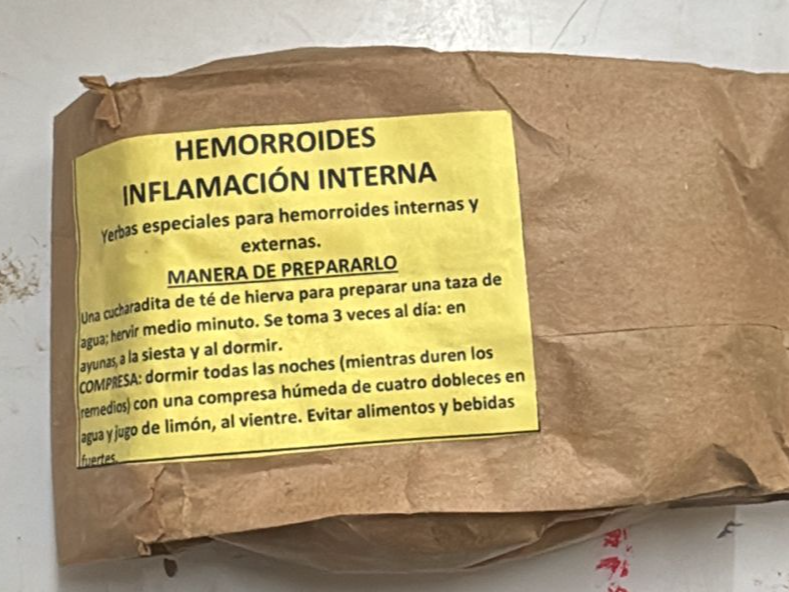 HEMORROIDES
INFLAMACIÓN INTERNA
Yerbas especiales para hemorroides internas y
externas.
MANERA DE PREPARARLO
Una cucharadita de té de hierva para preparar una taza de
agua; hervir medio minuto. Se toma 3 veces al día: en
ayunas, a la siesta y al dormir.
COMPRESA: dormir todas las noches (mientras duren los
remedios) con una compresa húmeda de cuatro dobleces en
agua y jugo de limón, al vientre. Evitar alimentos y bebidas
fuertes.